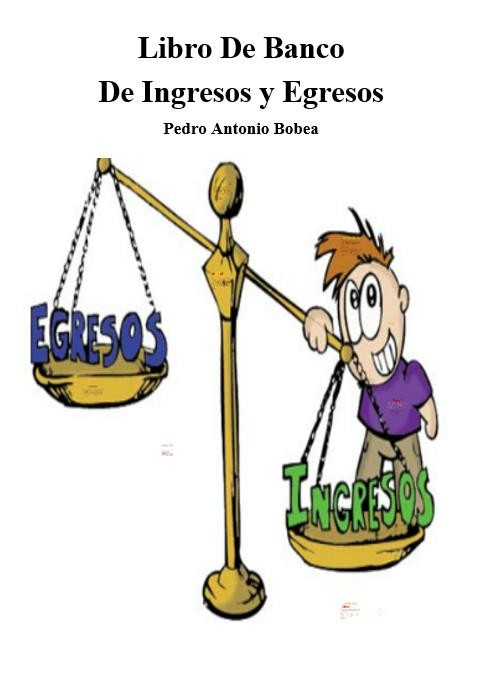 Libro De Banco
De Ingresos y Egresos
Pedro Antonio Bobea
EGRESOS
INGRESOS